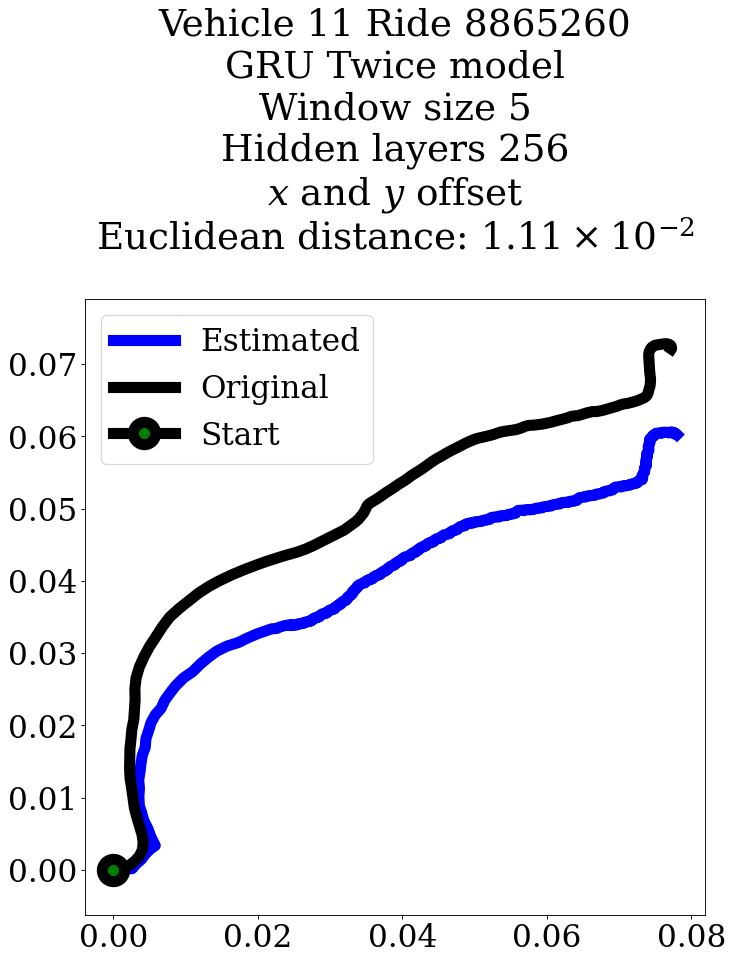 Vehicle 11 Ride 8865260
GRU Twice model
Window size 5
Hidden layers 256
x and y offset
Euclidean distance: 1.11 × 10⁻²
Estimated
Original
Start
0.07
0.06
0.05
0.04
0.03
0.02
0.01
0.00
0.00 0.02 0.04 0.06 0.08